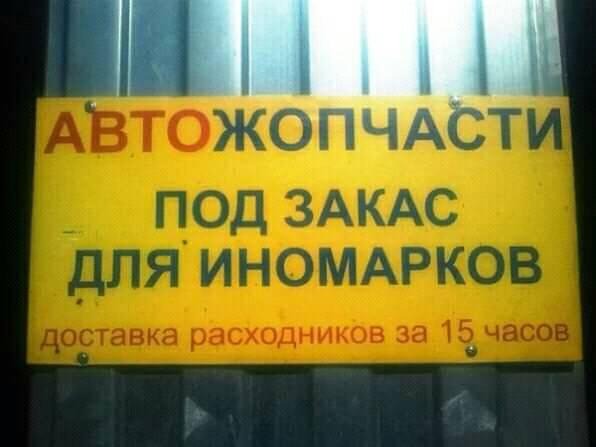 АВТОЖОПЧАСТИ
ПОД ЗАКАС
ДЛЯ ИНОМАРКОВ
доставка расходников за 15 часов